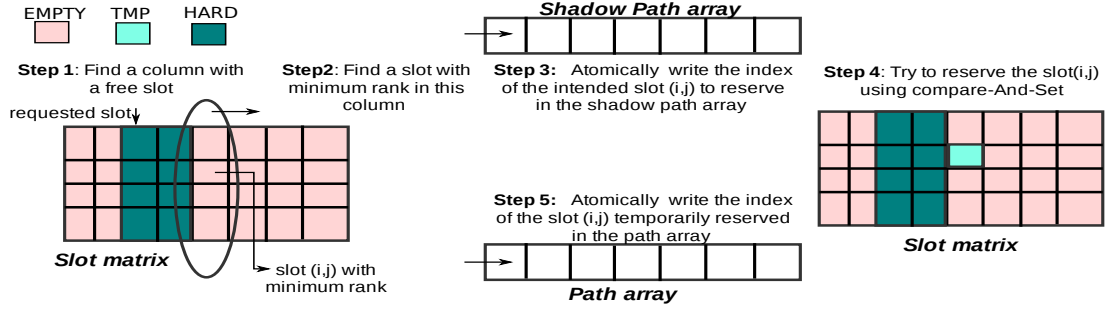 EMPTY TMP HARD
Step 1: Find a column with
a free slot
requested slot
Step2: Find a slot with
minimum rank in this
column
slot (i,j) with
minimum rank
Slot matrix
Shadow Path array
Step 3: Atomically write the index
of the intended slot (i,j) to reserve
in the shadow path array
Step 5: Atomically write the index
of the slot (i,j) temporarily reserved
in the path array
Path array
Step 4: Try to reserve the slot(i,j)
using compare-And-Set
Slot matrix